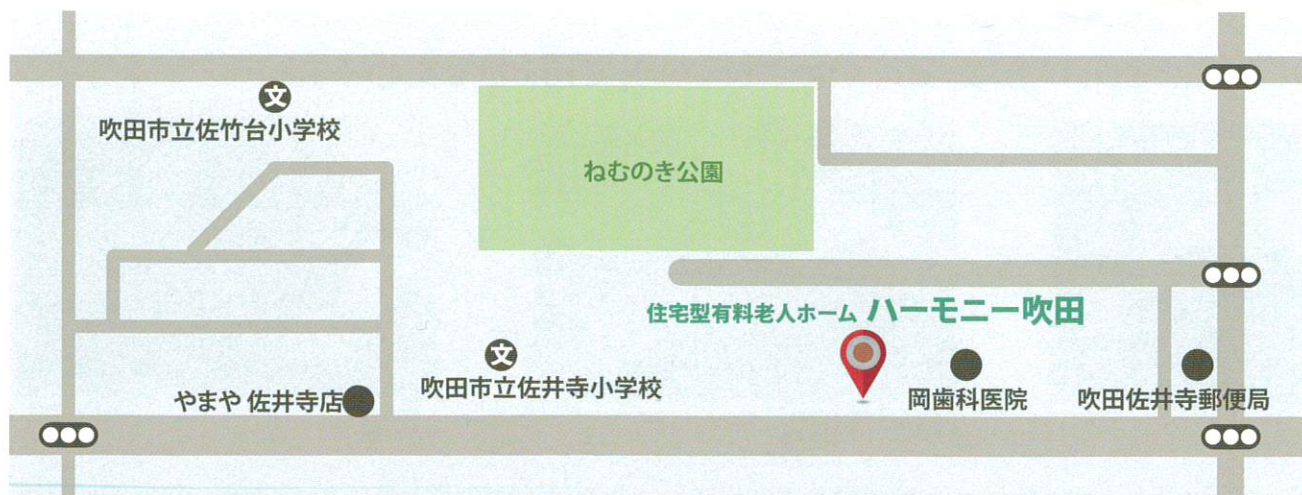 文
吹田市立佐竹台小学校
ねむのき公園
住宅型有料老人ホーム ハーモニー吹田
文
吹田市立佐井寺小学校
やまや 佐井寺店
岡歯科医院
吹田佐井寺郵便局